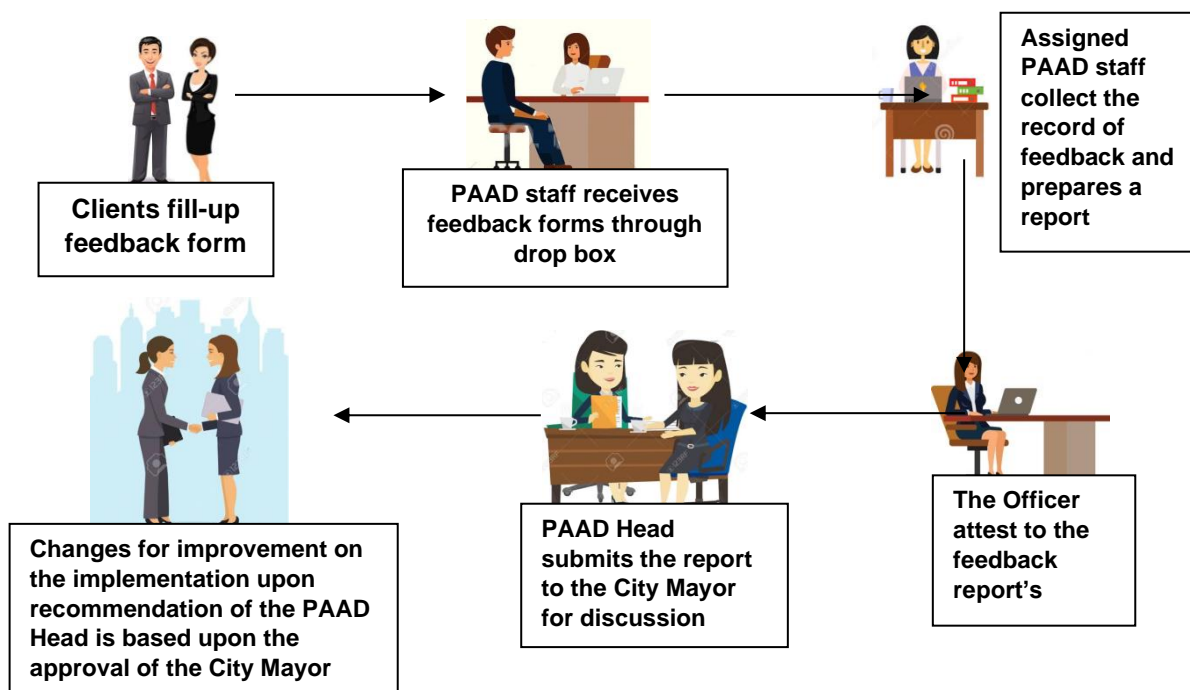 Clients fill-up
feedback form
PAAD staff receives
feedback forms through
drop box
Assigned
PAAD staff
collect the
record of
feedback and
prepares a
report
The Officer
attest to the
feedback
report’s
PAAD Head
submits the report
to the City Mayor
for discussion
Changes for improvement on
the implementation upon
recommendation of the PAAD
Head is based upon the
approval of the City Mayor